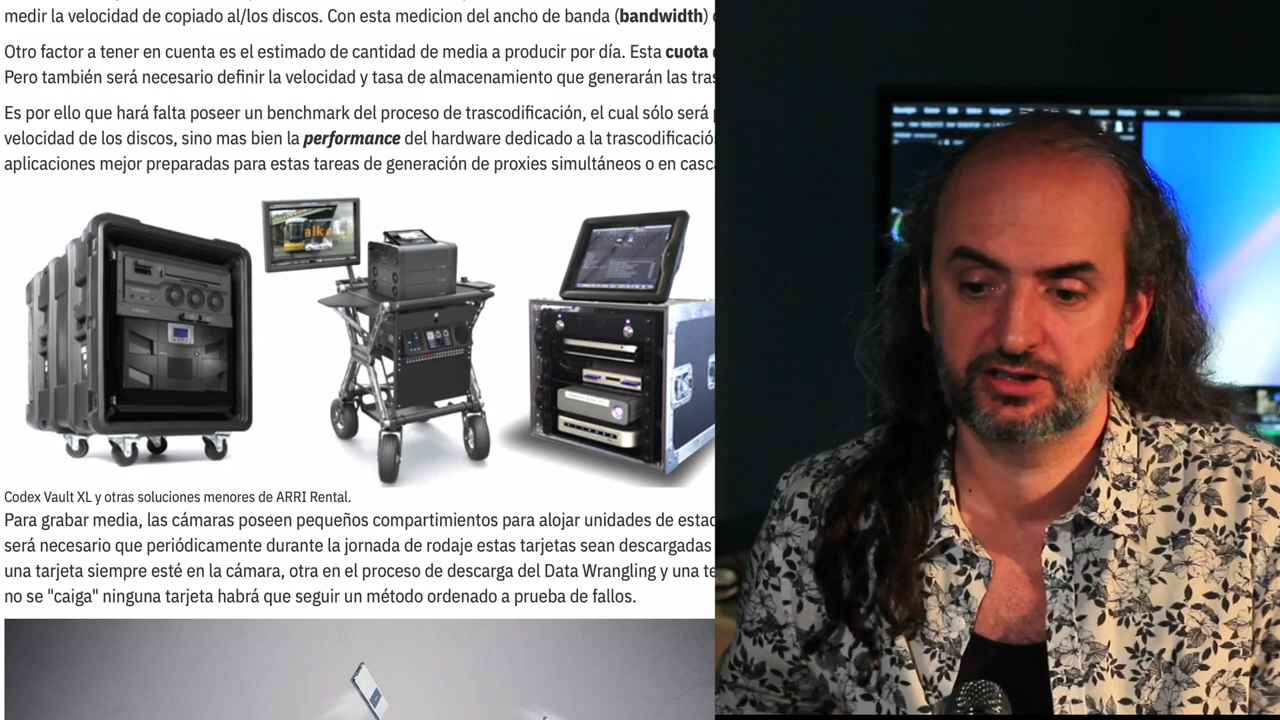 medir la velocidad de copiado al/los discos. Con esta medicion del ancho de banda (bandwidth)
Otro factor a tener en cuenta es el estimado de cantidad de media a producir por día. Esta cuota
Pero también será necesario definir la velocidad y tasa de almacenamiento que generarán las
Es por ello que hará falta poseer un benchmark del proceso de trascodificación, el cual sólo será
velocidad de los discos, sino mas bien la performance del hardware dedicado a la trascodificació
aplicaciones mejor preparadas para estas tareas de generación de proxies simultáneos o en
Codex Vault XL y otras soluciones menores de ARRI Rental.
Para grabar media, las cámaras poseen pequeños compartimientos para alojar unidades de
será necesario que periódicamente durante la jornada de rodaje estas tarjetas sean descargadas
una tarjeta siempre esté en la cámara, otra en el proceso de descarga del Data Wrangling y una
no se "caiga" ninguna tarjeta habrá que seguir un método ordenado a prueba de fallos.